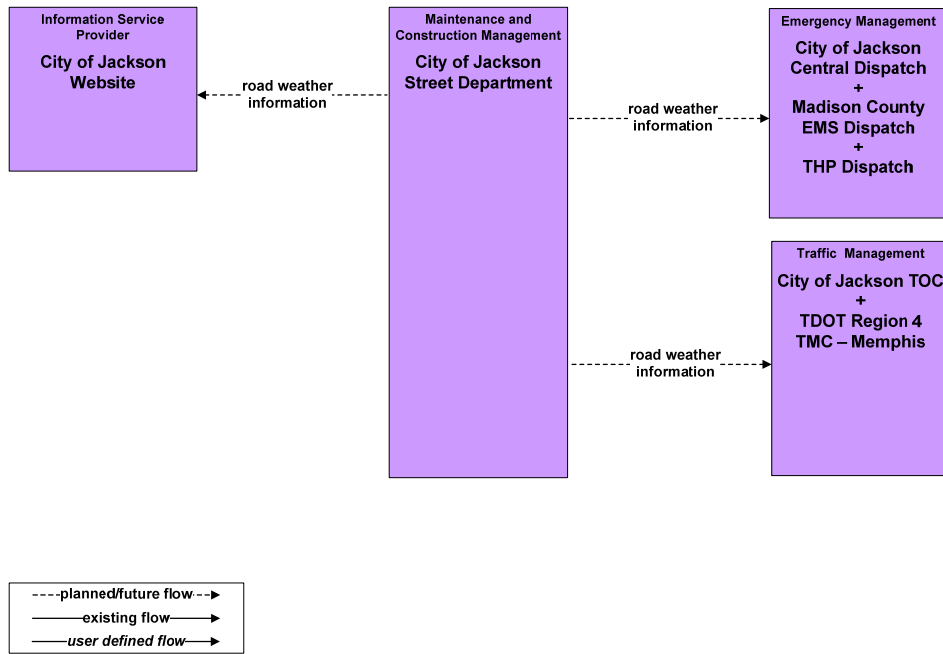 Information Service
Provider
City of Jackson
Website
road weather
information
Maintenance and
Construction Management
City of Jackson
Street Department
road weather
information
Emergency Management
City of Jackson
Central Dispatch
+
Madison County
EMS Dispatch
+
THP Dispatch
road weather
information
Traffic Management
City of Jackson TOC
+
TDOT Region 4
TMC – Memphis
planned/future flow
existing flow
user defined flow